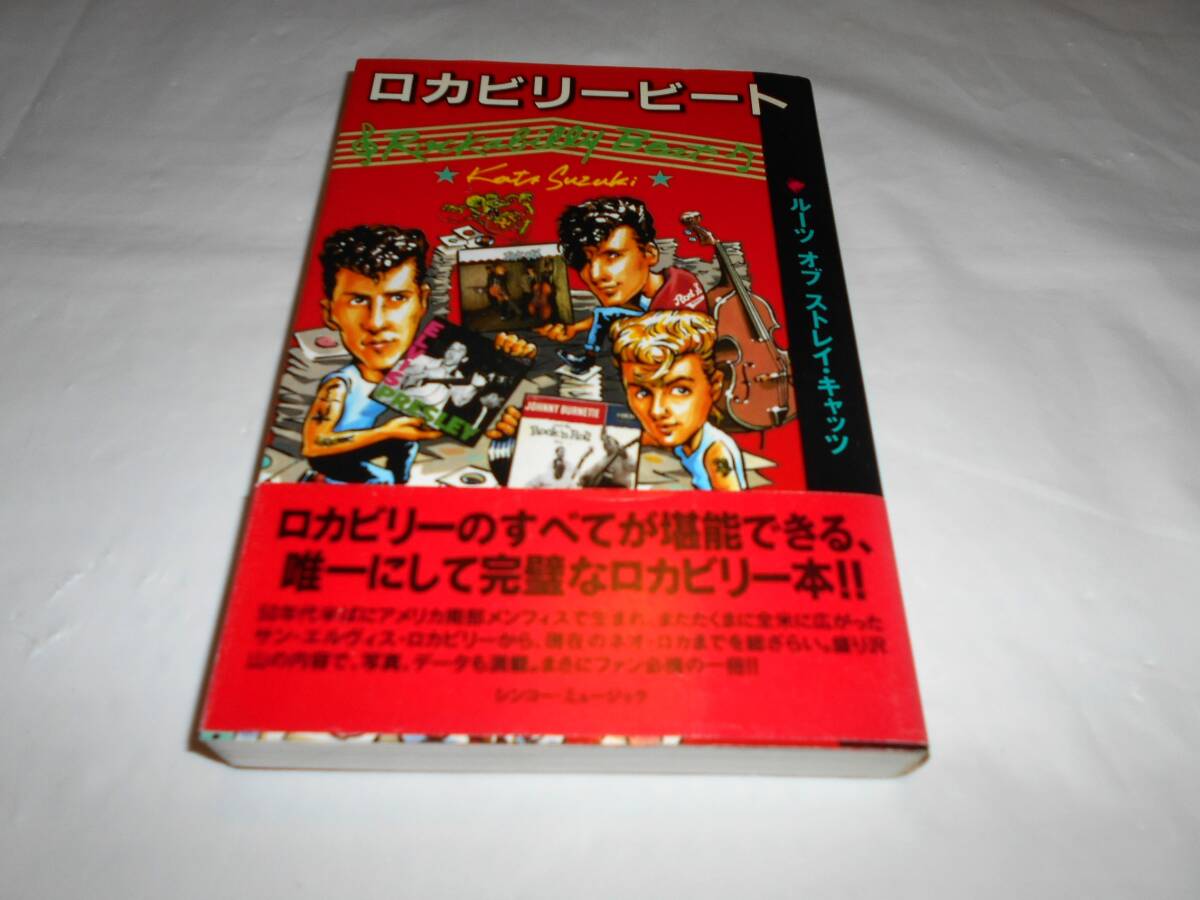 ロカビリービート
Rockabilly Beat
Kats Suzuki
ルーツ オブ ストレイ・キャッツ
ELVIS
PRESLEY
JOHNNY BURNETTE
Rock'n Roll
ロカビリーのすべてが堪能できる、
唯一にして完璧なロカビリー本!!
50年代半ばにアメリカ南部メンフィスで生まれ、またたくまに全米に広がった
サン・エルヴィス・ロカビリーから、現在のネオ・ロカまでを総ざらい。盛り沢
山の内容で、写真、データも満載。まさにファン必携の一冊!!
シンコー・ミュージック